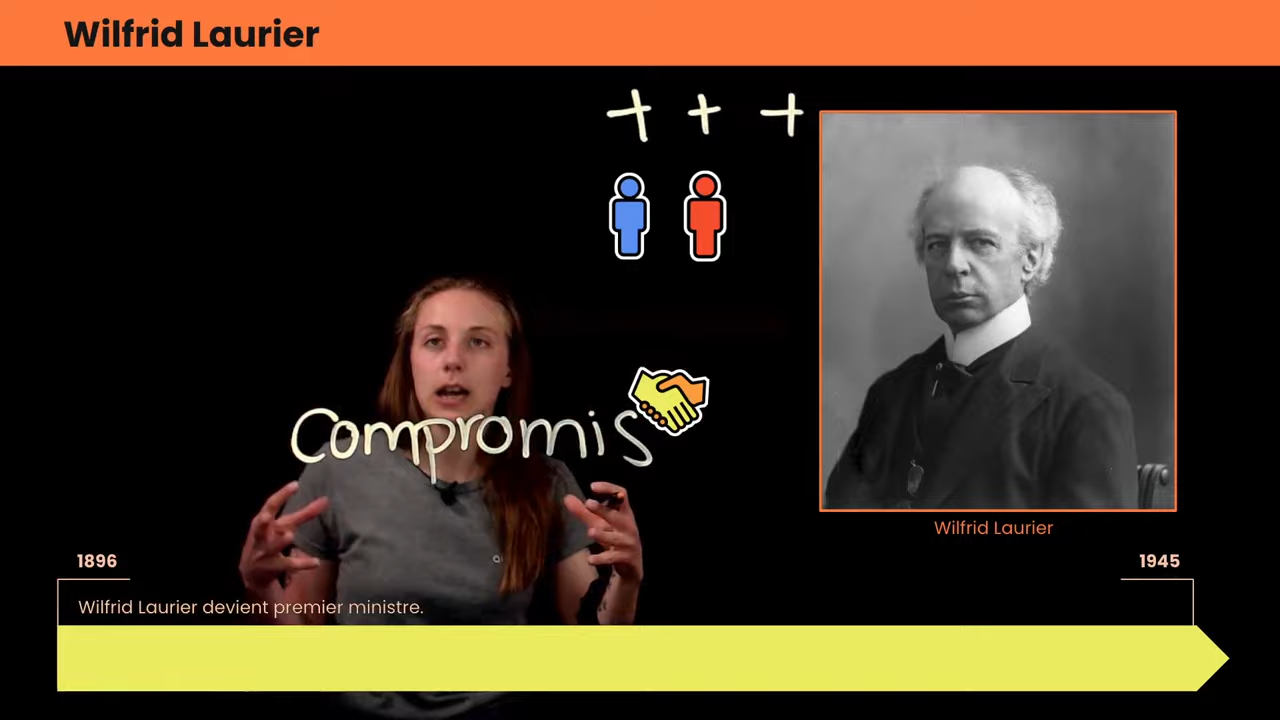 Wilfrid Laurier
+ + +
Compromis
Wilfrid Laurier
1896
1945
Wilfrid Laurier devient premier ministre.